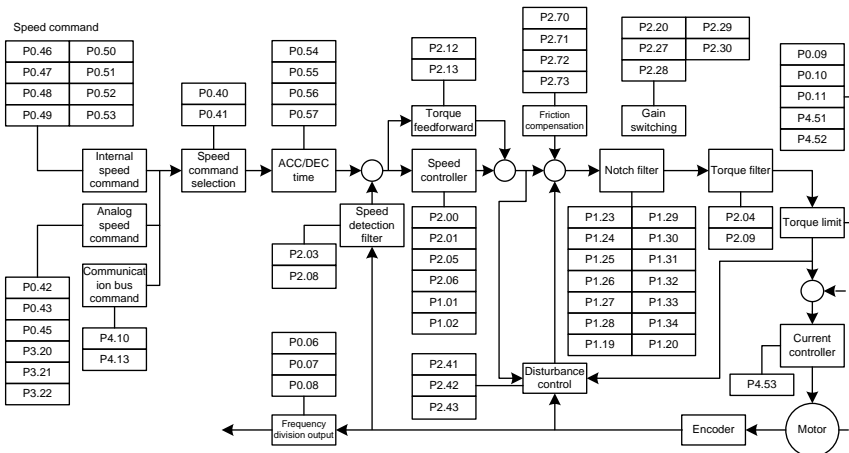 Speed command
P0.46 P0.50
P0.47 P0.51
P0.48 P0.52
P0.49 P0.53
P0.40
P0.41
P0.54
P0.55
P0.56
P0.57
P2.12
P2.13
P2.70
P2.71
P2.72
P2.73
P2.20 P2.29
P2.27 P2.30
P2.28
P0.09
P0.10
P0.11
P4.51
P4.52
Torque
feedforward
Friction
compensation
Gain
switching
Internal
speed
command
Speed
command
selection
ACC/DEC
time
Speed
controller
Notch filter
Torque filter
Analog
speed
command
Speed
detection
filter
Torque limit
P2.03
P2.08
P2.00
P2.01
P2.05
P2.06
P1.01
P1.02
P1.23 P1.29
P1.24 P1.30
P1.25 P1.31
P1.26 P1.32
P1.27 P1.33
P1.28 P1.34
P1.19 P1.20
P2.04
P2.09
Communicat
ion bus
command
P0.42
P0.43
P0.45
P3.20
P3.21
P3.22
P4.10
P4.13
P0.06
P0.07
P0.08
P2.41
P2.42
P2.43
Disturbance
control
Current
controller
P4.53
Frequency
division output
Encoder
Motor